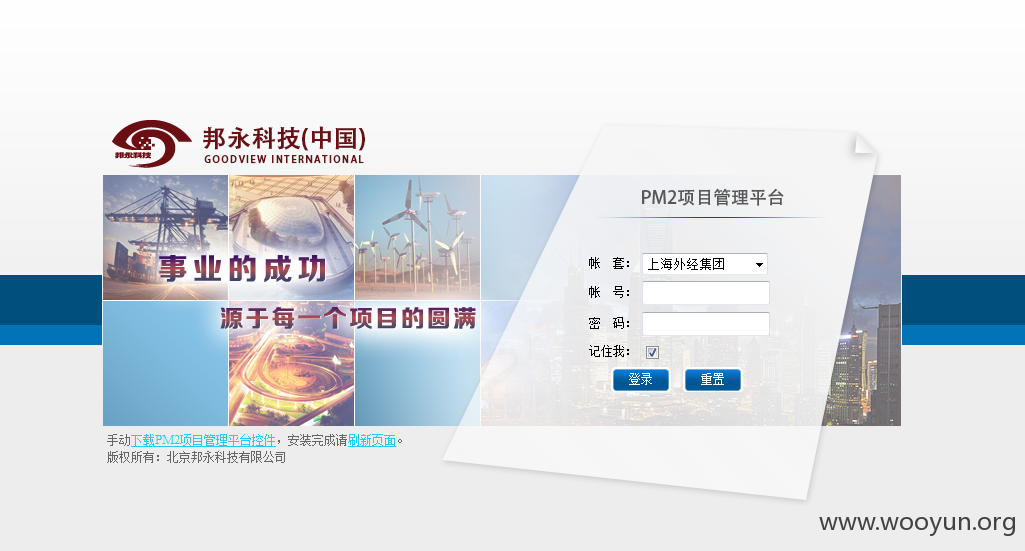 邦永科技
邦永科技(中国)
GOODVIEW INTERNATIONAL
事业的成功
源于每一个项目的圆满
PM2项目管理平台
帐 套： 上海外经集团
帐 号：
密 码：
记住我：
登录 重置
手动下载PM2项目管理平台控件，安装完成请刷新页面。
版权所有：北京邦永科技有限公司
www.wooyun.org